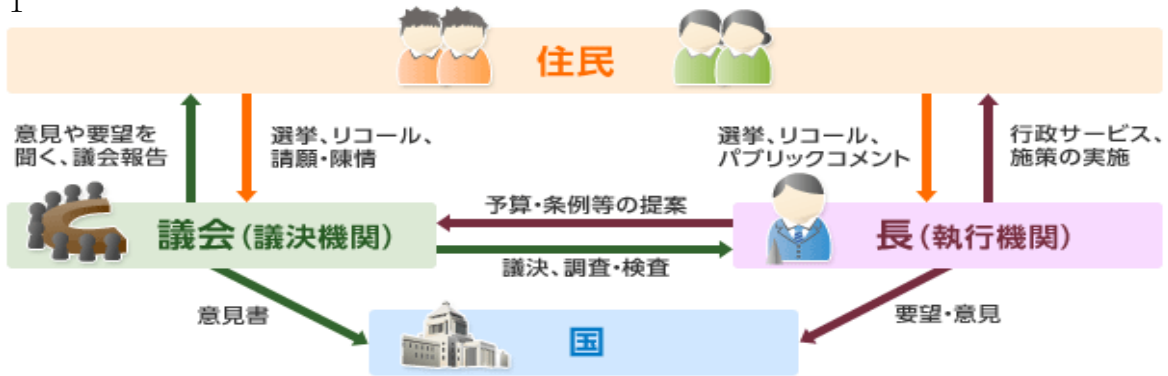 1
住民
意見や要望を
聞く、議会報告
選挙、リコール、
請願・陳情
選挙、リコール、
パブリックコメント
行政サービス、
施策の実施
議会(議決機関)
予算・条例等の提案
議決、調査・検査
長(執行機関)
意見書
国
要望・意見